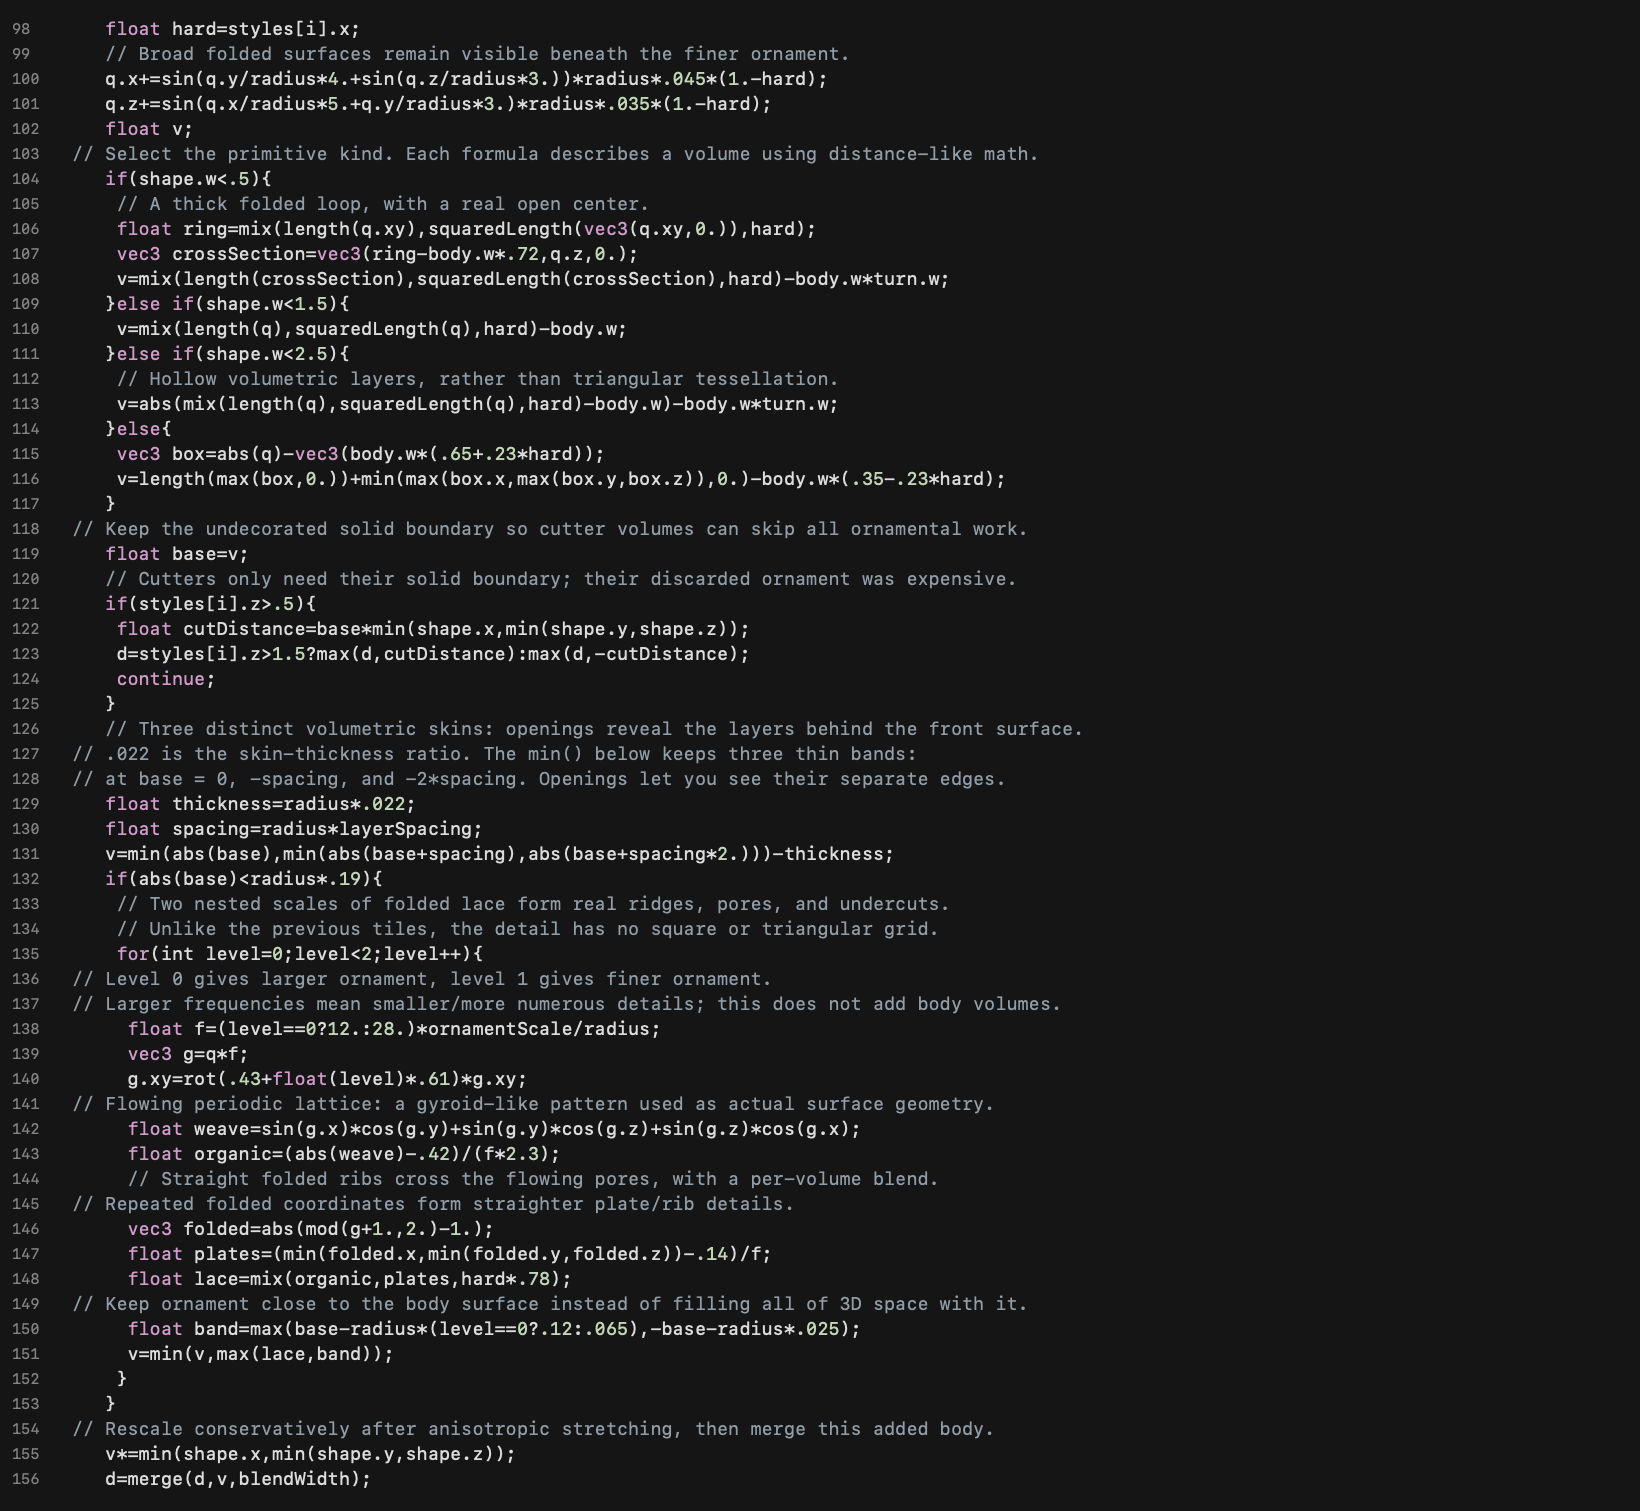 98 float hard=styles[i].x;
99 // Broad folded surfaces remain visible beneath the finer ornament.
100 q.x+=sin(q.y/radius*4.+sin(q.z/radius*3.))*radius*.045*(1.-hard);
101 q.z+=sin(q.x/radius*5.+q.y/radius*3.)*radius*.035*(1.-hard);
102 float v;
103 // Select the primitive kind. Each formula describes a volume using distance-like math.
104 if(shape.w<.5){
105 // A thick folded loop, with a real open center.
106 float ring=mix(length(q.xy),squaredLength(vec3(q.xy,0.)),hard);
107 vec3 crossSection=vec3(ring-body.w*.72,q.z,0.);
108 v=mix(length(crossSection),squaredLength(crossSection),hard)-body.w*turn.w;
109 }else if(shape.w<1.5){
110 v=mix(length(q),squaredLength(q),hard)-body.w;
111 }else if(shape.w<2.5){
112 // Hollow volumetric layers, rather than triangular tessellation.
113 v=abs(mix(length(q),squaredLength(q),hard)-body.w)-body.w*turn.w;
114 }else{
115 vec3 box=abs(q)-vec3(body.w*(.65+.23*hard));
116 v=length(max(box,0.))+min(max(box.x,max(box.y,box.z)),0.)-body.w*(.35-.23*hard);
117 }
118 // Keep the undecorated solid boundary so cutter volumes can skip all ornamental work.
119 float base=v;
120 // Cutters only need their solid boundary; their discarded ornament was expensive.
121 if(styles[i].z>.5){
122 float cutDistance=base*min(shape.x,min(shape.y,shape.z));
123 d=styles[i].z>1.5?max(d,cutDistance):max(d,-cutDistance);
124 continue;
125 }
126 // Three distinct volumetric skins: openings reveal the layers behind the front surface.
127 // .022 is the skin-thickness ratio. The min() below keeps three thin bands:
128 // at base = 0, -spacing, and -2*spacing. Openings let you see their separate edges.
129 float thickness=radius*.022;
130 float spacing=radius*layerSpacing;
131 v=min(abs(base),min(abs(base+spacing),abs(base+spacing*2.)))-thickness;
132 if(abs(base)<radius*.19){
133 // Two nested scales of folded lace form real ridges, pores, and undercuts.
134 // Unlike the previous tiles, the detail has no square or triangular grid.
135 for(int level=0;level<2;level++){
136 // Level 0 gives larger ornament, level 1 gives finer ornament.
137 // Larger frequencies mean smaller/more numerous details; this does not add body volumes.
138 float f=(level==0?12.:28.)*ornamentScale/radius;
139 vec3 g=q*f;
140 g.xy=rot(.43+float(level)*.61)*g.xy;
141 // Flowing periodic lattice: a gyroid-like pattern used as actual surface geometry.
142 float weave=sin(g.x)*cos(g.y)+sin(g.y)*cos(g.z)+sin(g.z)*cos(g.x);
143 float organic=(abs(weave)-.42)/(f*2.3);
144 // Straight folded ribs cross the flowing pores, with a per-volume blend.
145 // Repeated folded coordinates form straighter plate/rib details.
146 vec3 folded=abs(mod(g+1.,2.)-1.);
147 float plates=(min(folded.x,min(folded.y,folded.z))-.14)/f;
148 float lace=mix(organic,plates,hard*.78);
149 // Keep ornament close to the body surface instead of filling all of 3D space with it.
150 float band=max(base-radius*(level==0?.12:.065),-base-radius*.025);
151 v=min(v,max(lace,band));
152 }
153 }
154 // Rescale conservatively after anisotropic stretching, then merge this added body.
155 v*=min(shape.x,min(shape.y,shape.z));
156 d=merge(d,v,blendWidth);